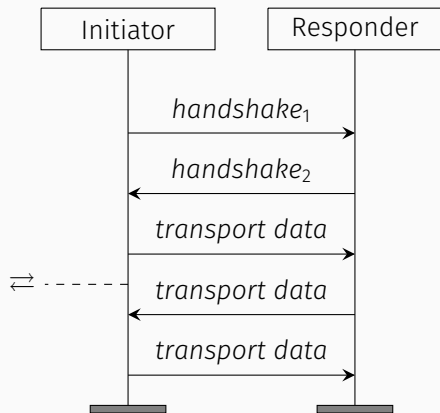 Initiator
Responder
handshake₁
handshake₂
transport data
⇄
transport data
transport data